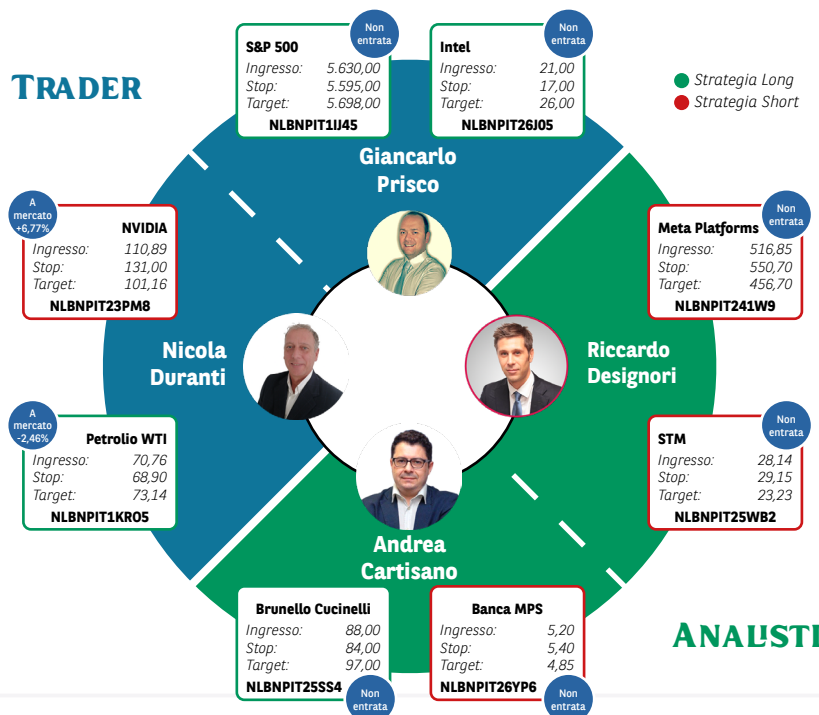 TRADER
Non
entrata
S&P 500
Ingresso: 5.630,00
Stop: 5.595,00
Target: 5.698,00
NLBNPIT1IJ45
Non
entrata
Intel
Ingresso: 21,00
Stop: 17,00
Target: 26,00
NLBNPIT26J05
Strategia Long
Strategia Short
Giancarlo
Prisco
A
mercato
+6,77%
NVIDIA
Ingresso: 110,89
Stop: 131,00
Target: 101,16
NLBNPIT23PM8
Non
entrata
Meta Platforms
Ingresso: 516,85
Stop: 550,70
Target: 456,70
NLBNPIT241W9
Nicola
Duranti
Riccardo
Designori
A
mercato
-2,46%
Petrolio WTI
Ingresso: 70,76
Stop: 68,90
Target: 73,14
NLBNPIT1KRO5
Non
entrata
STM
Ingresso: 28,14
Stop: 29,15
Target: 23,23
NLBNPIT25WB2
Andrea
Cartisano
Brunello Cucinelli
Ingresso: 88,00
Stop: 84,00
Target: 97,00
NLBNPIT25SS4
Non
entrata
Banca MPS
Ingresso: 5,20
Stop: 5,40
Target: 4,85
NLBNPIT26YP6
Non
entrata
ANALISTI